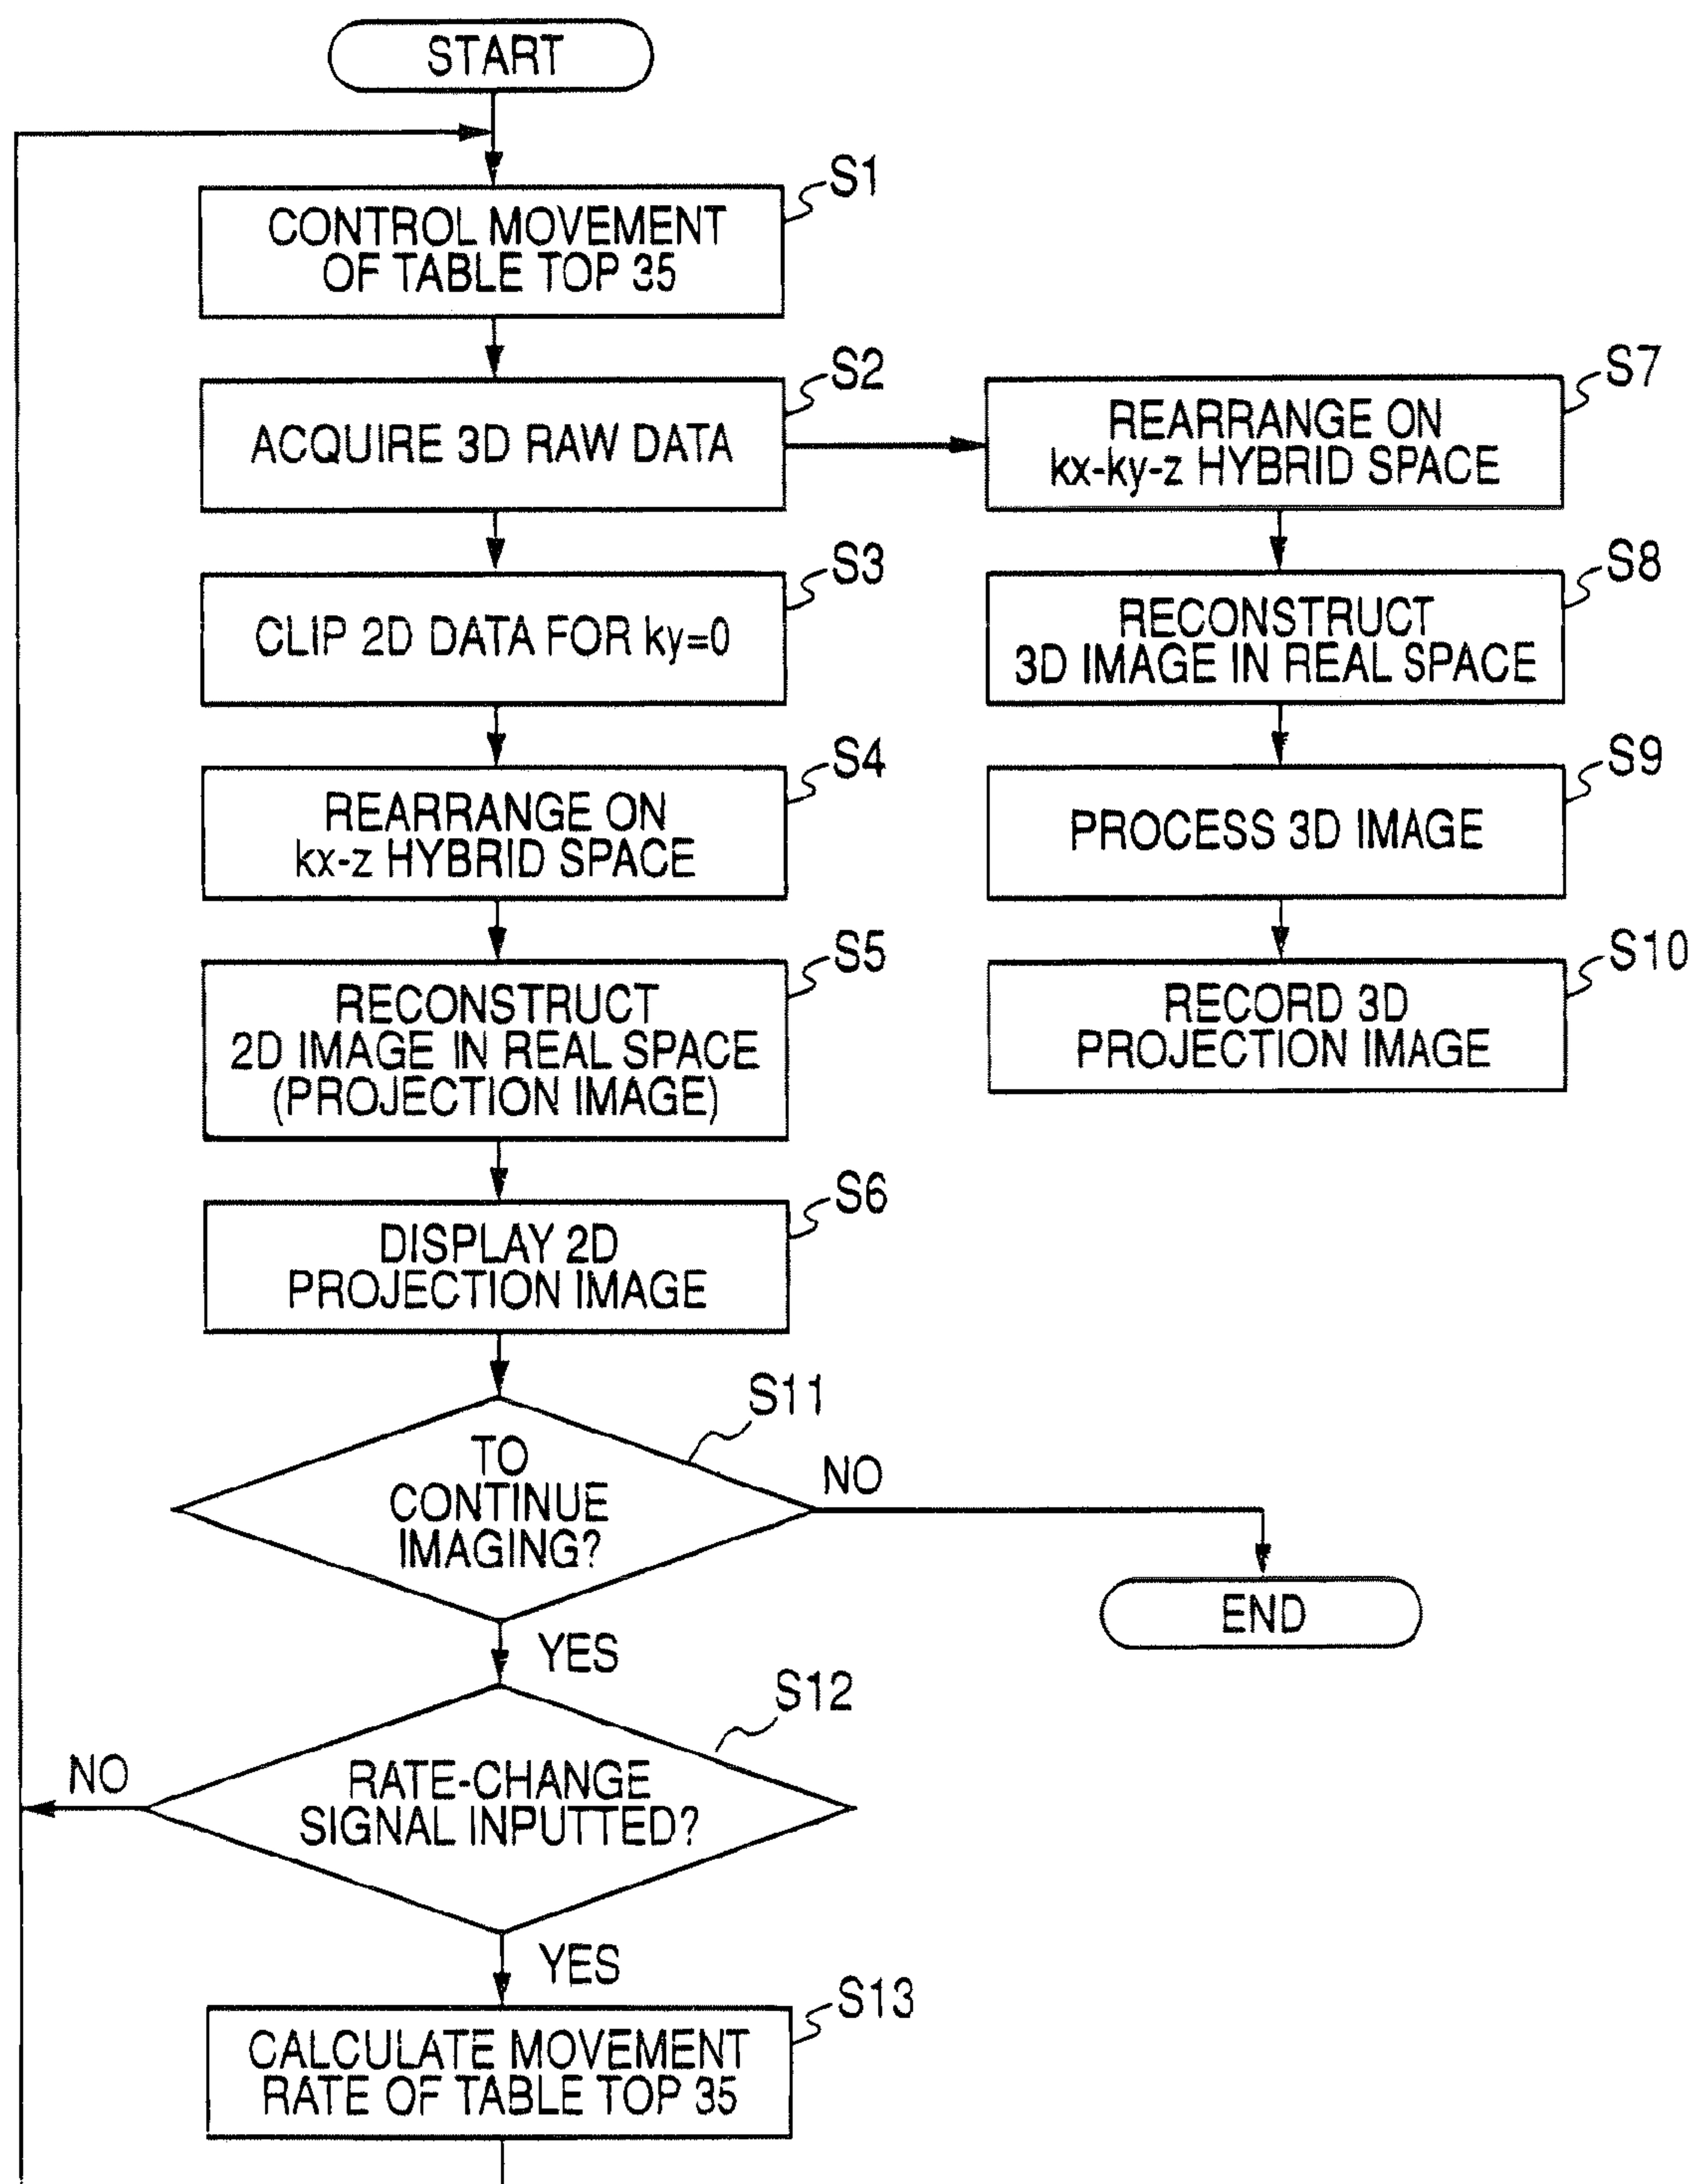 START
S1
CONTROL MOVEMENT
OF TABLE TOP 35
S2
ACQUIRE 3D RAW DATA
S3
CLIP 2D DATA FOR ky=0
S4
REARRANGE ON
kx-z HYBRID SPACE
S5
RECONSTRUCT
2D IMAGE IN REAL SPACE
(PROJECTION IMAGE)
S6
DISPLAY 2D
PROJECTION IMAGE
S7
REARRANGE ON
kx-ky-z HYBRID SPACE
S8
RECONSTRUCT
3D IMAGE IN REAL SPACE
S9
PROCESS 3D IMAGE
S10
RECORD 3D
PROJECTION IMAGE
S11
TO
CONTINUE
IMAGING?
NO
END
YES
S12
RATE-CHANGE
SIGNAL INPUTTED?
NO
YES
S13
CALCULATE MOVEMENT
RATE OF TABLE TOP 35